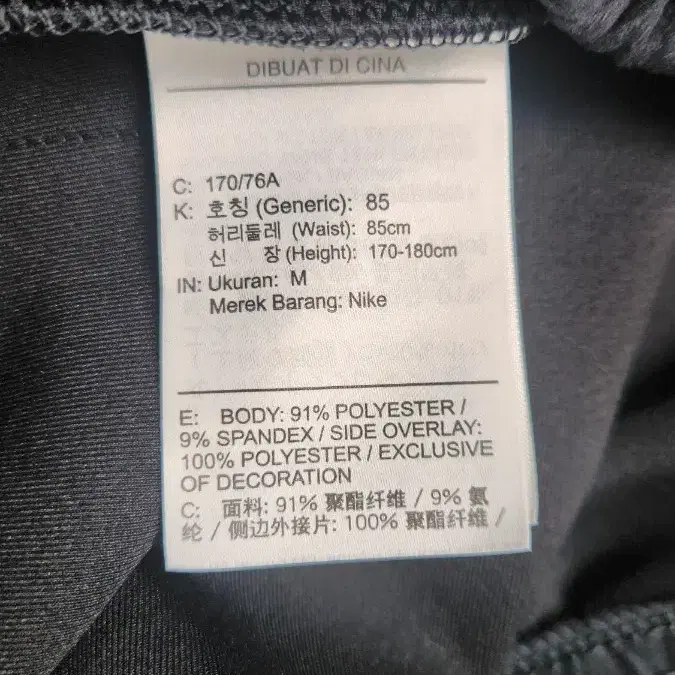 DIBUAT DI CINA
C: 170/76A
K: 호칭 (Generic): 85
허리둘레 (Waist): 85cm
신 장 (Height): 170-180cm
IN: Ukuran: M
Merek Barang: Nike
E: BODY: 91% POLYESTER /
9% SPANDEX / SIDE OVERLAY:
100% POLYESTER / EXCLUSIVE
OF DECORATION
C: 面料: 91% 聚酯纤维 / 9% 氨
纶 / 侧边外接片: 100% 聚酯纤维 /